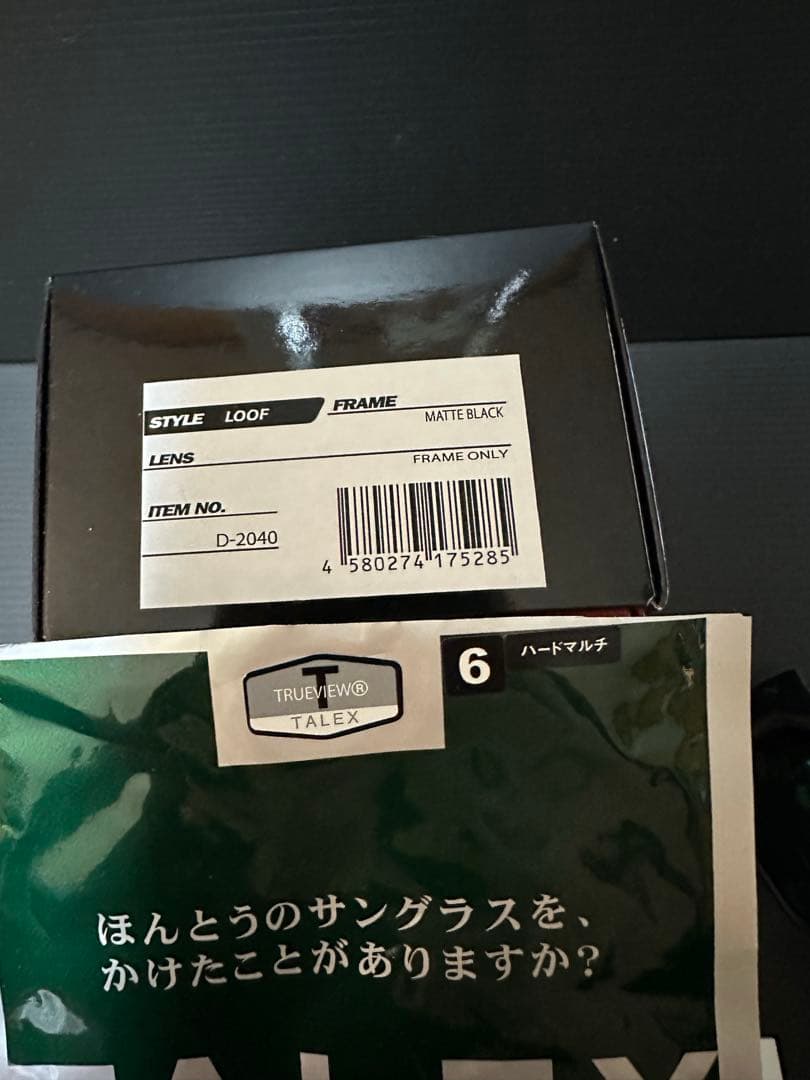 STYLE LOOF
FRAME
MATTE BLACK
LENS
FRAME ONLY
ITEM NO.
D-2040
4 580274 175285
T
TRUEVIEW®
TALEX
6 ハードマルチ
ほんとうのサングラスを、
かけたことがありますか?
TALEX